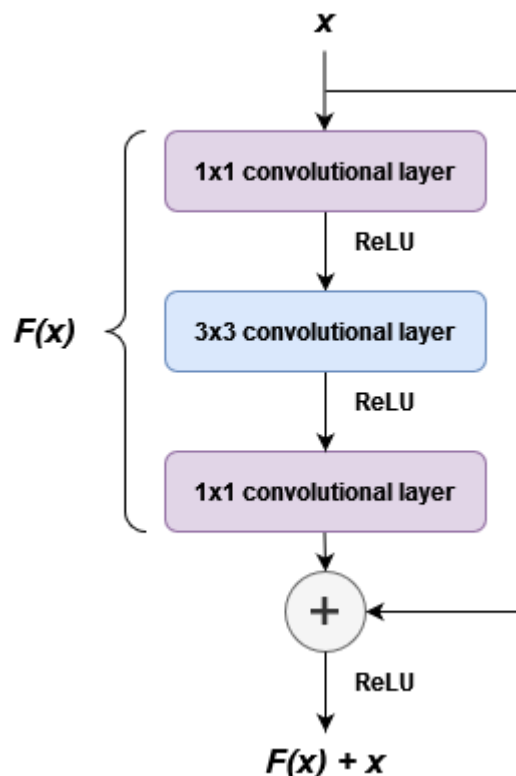 x
1x1 convolutional layer
ReLU
F(x)
3x3 convolutional layer
ReLU
1x1 convolutional layer
+
ReLU
F(x) + x